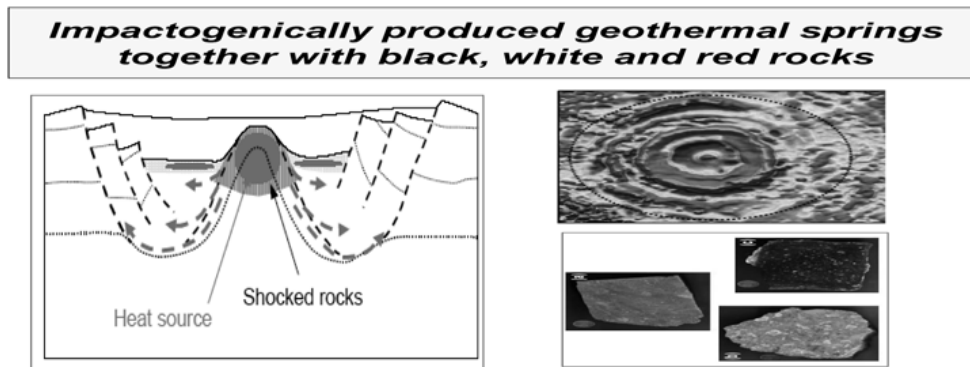 Impactogenically produced geothermal springs
together with black, white and red rocks
Shocked rocks
Heat source